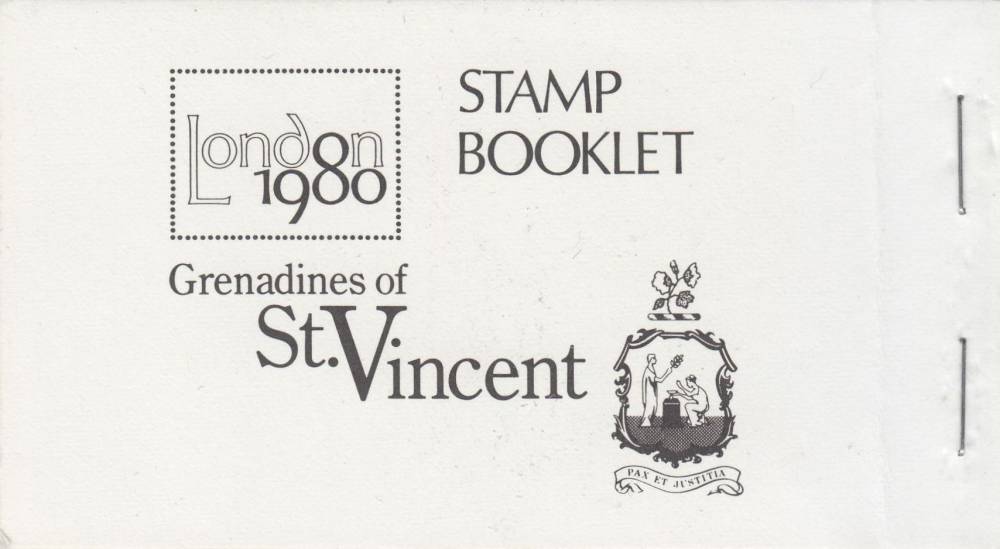 London
1980
STAMP
BOOKLET
Grenadines of
St. Vincent
PAX ET JUSTITIA